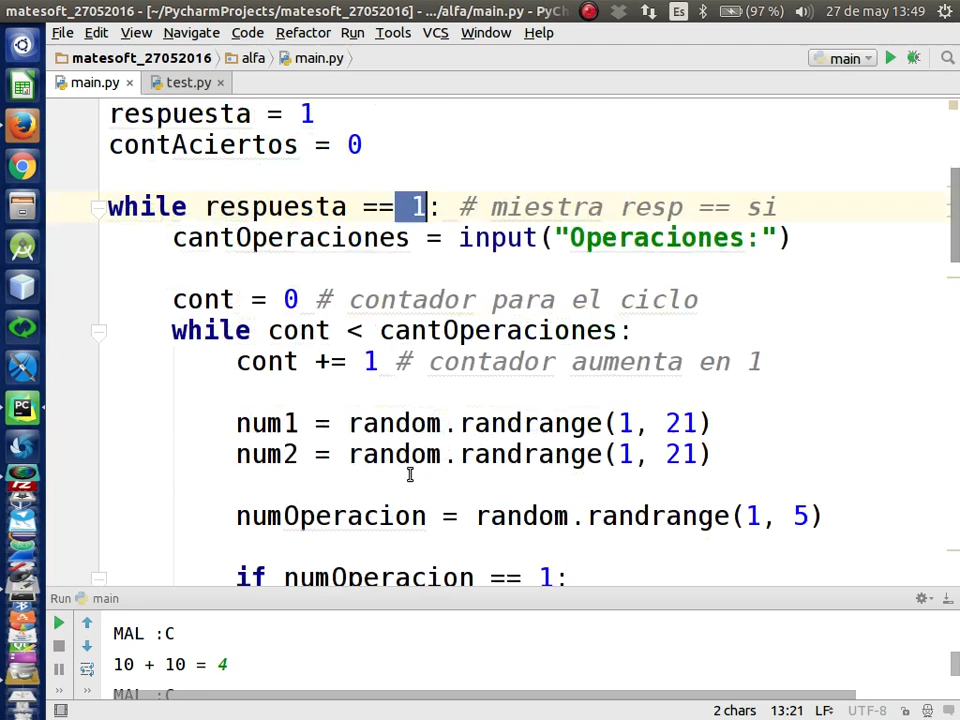 matesoft_27052016 - [~/PycharmProjects/matesoft_27052016] - .../alfa/main.py - PyCh
Es (97 %) 27 de may 13:49
File Edit View Navigate Code Refactor Run Tools VCS Window Help
matesoft_27052016 alfa main.py main
main.py × test.py ×
respuesta = 1
contAciertos = 0
while respuesta == 1: # miestra resp == si
cantOperaciones = input("Operaciones:")
cont = 0 # contador para el ciclo
while cont < cantOperaciones:
cont += 1 # contador aumenta en 1
num1 = random.randrange(1, 21)
num2 = random.randrange(1, 21)
numOperacion = random.randrange(1, 5)
if numOperacion == 1:
Run main
MAL :C
10 + 10 = 4
MAL :C
2 chars 13:21 LF÷ UTF-8